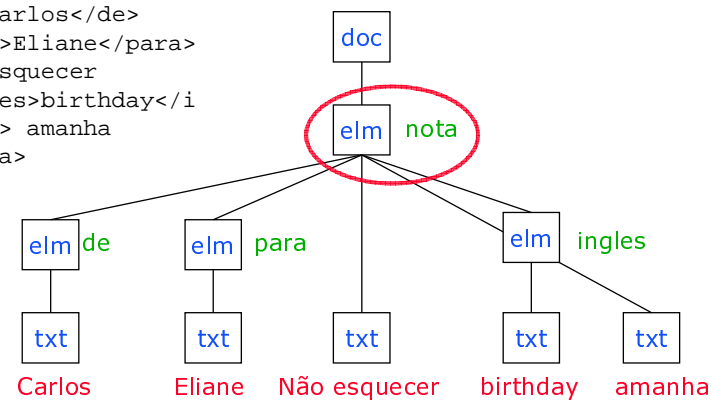 arlos</de>
>Eliane</para>
squecer
es>birthday</i
> amanha
a>
doc
elm nota
elm de elm para elm ingles
txt txt txt txt txt
Carlos Eliane Não esquecer birthday amanha